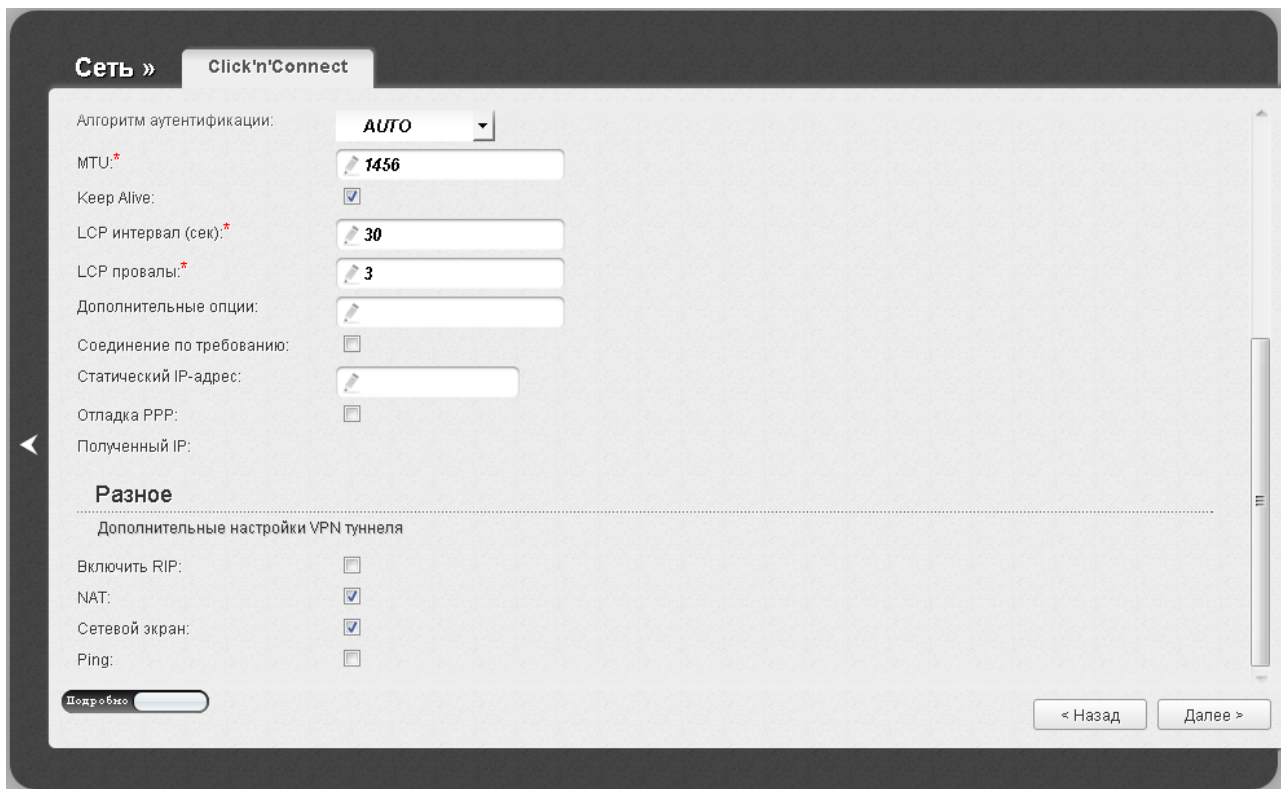 Сеть »
Click'n'Connect
Алгоритм аутентификации: AUTO
MTU:* 1456
Keep Alive:
LCP интервал (сек):* 30
LCP провалы:* 3
Дополнительные опции:
Соединение по требованию:
Статический IP-адрес:
Отладка PPP:
Полученный IP:
Разное
Дополнительные настройки VPN туннеля
Включить RIP:
NAT:
Сетевой экран:
Ping:
Подробно
< Назад
Далее >